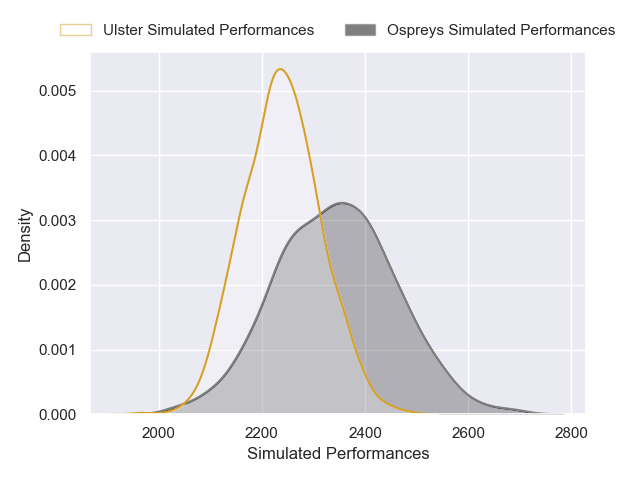 Ulster Simulated Performances
Ospreys Simulated Performances
Density
0.005
0.004
0.003
0.002
0.001
0.000
2000
2200
2400
2600
2800
Simulated Performances